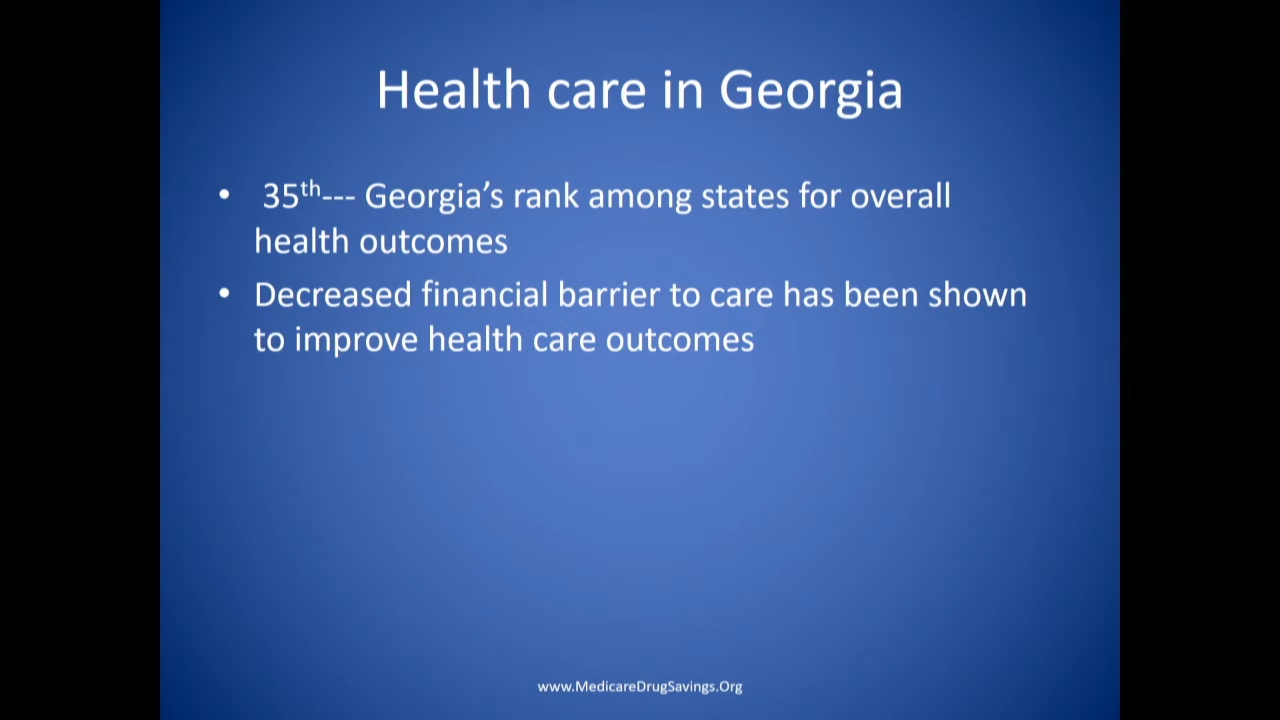 Health care in Georgia
• 35th--- Georgia’s rank among states for overall
health outcomes
• Decreased financial barrier to care has been shown
to improve health care outcomes
www.MedicareDrugSavings.Org